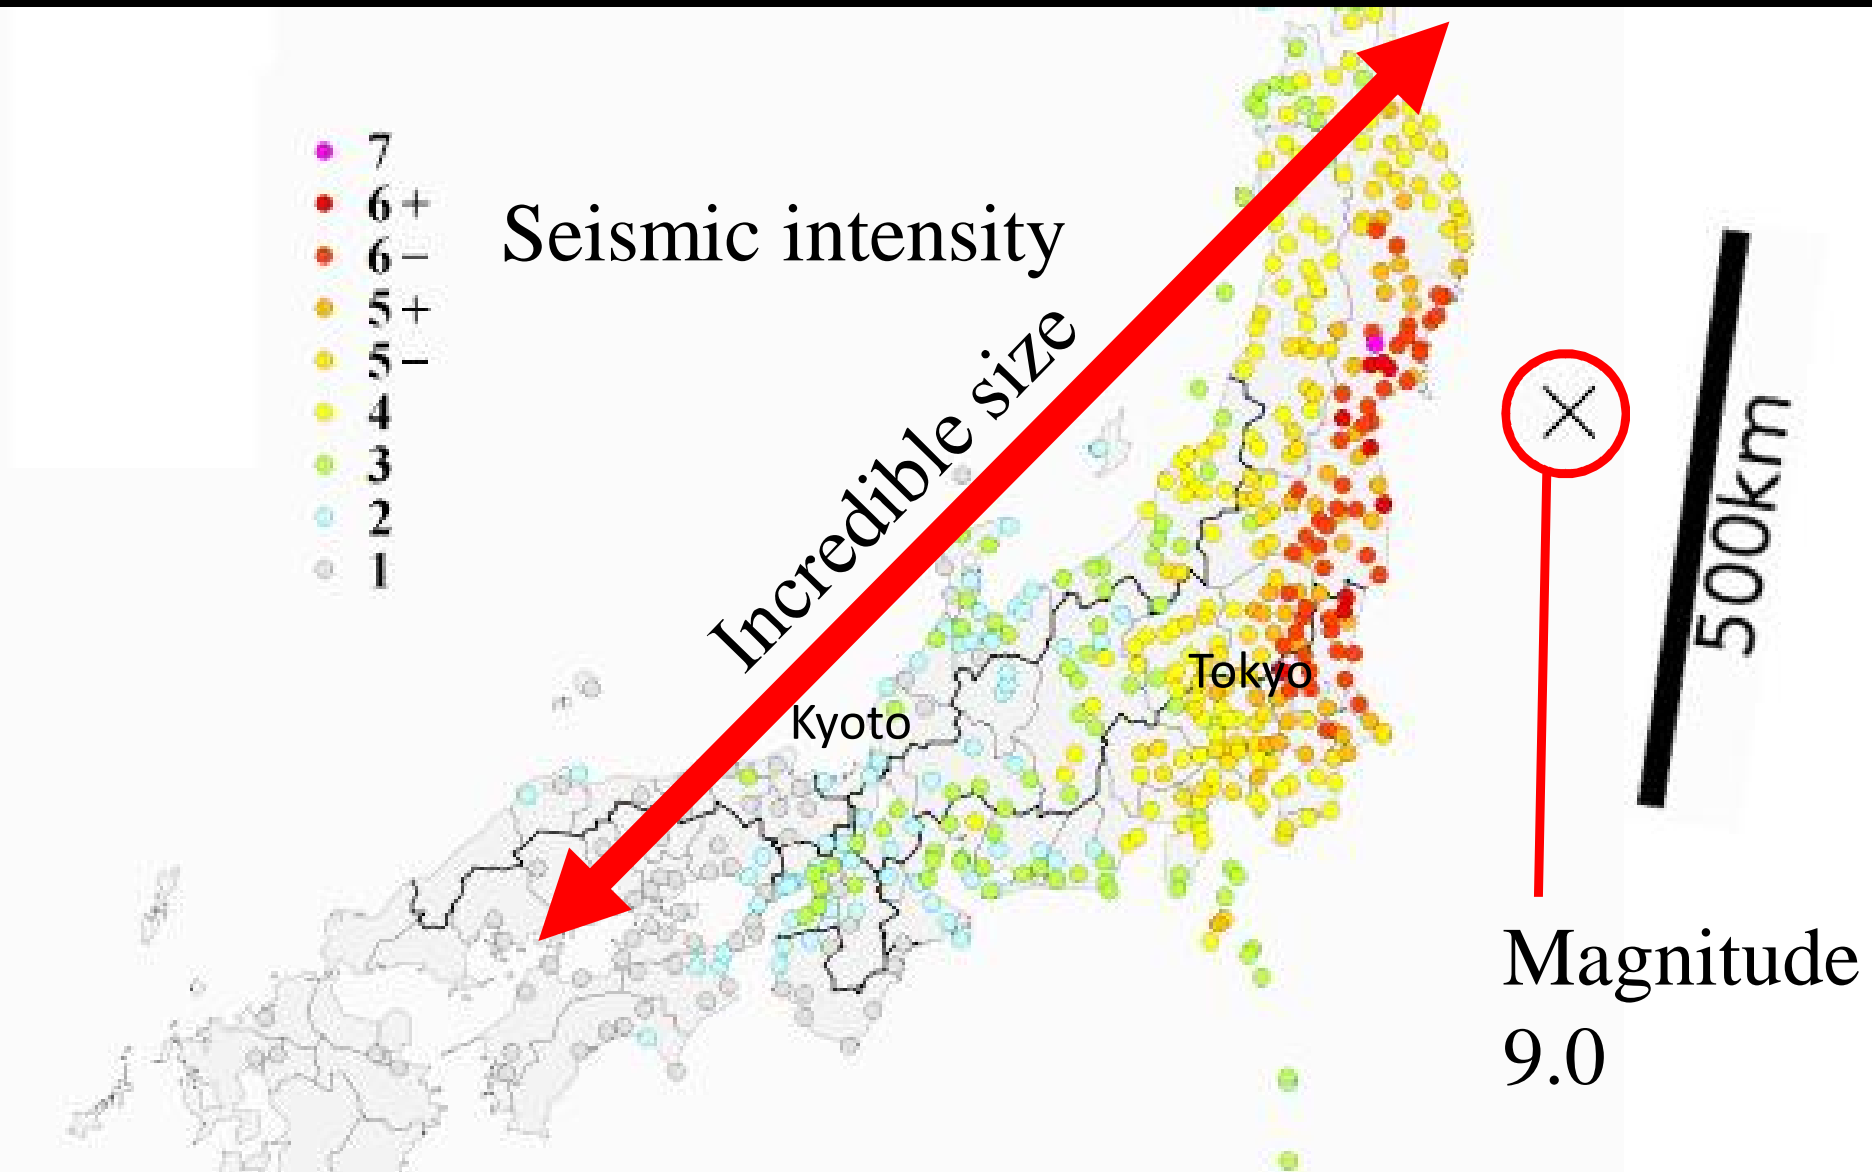 7
6+
6−
5+
5−
4
3
2
1
Seismic intensity
Incredible size
Kyoto
Tokyo
500km
Magnitude
9.0